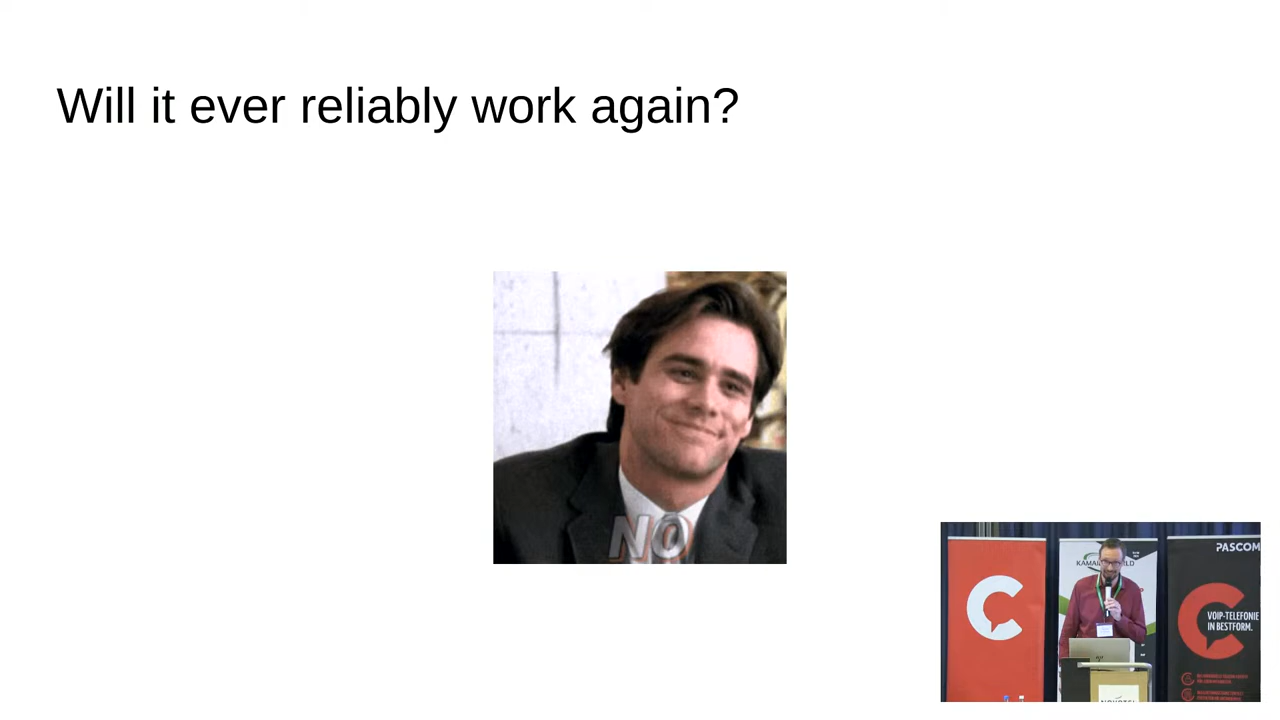 Will it ever reliably work again?
NO
PASCOM
VOIP-TELEFONIE
IN BESTFORM.